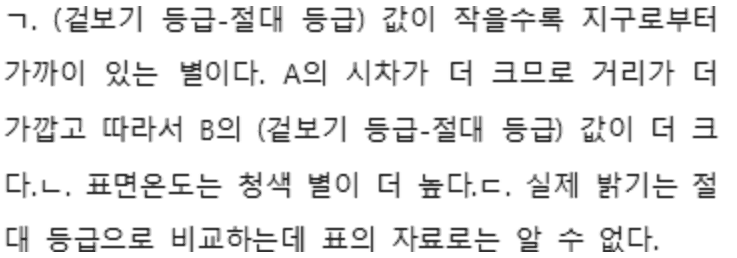 ㄱ. (겉보기 등급-절대 등급) 값이 작을수록 지구로부터
가까이 있는 별이다. A의 시차가 더 크므로 거리가 더
가깝고 따라서 B의 (겉보기 등급-절대 등급) 값이 더 크
다.ㄴ. 표면온도는 청색 별이 더 높다.ㄷ. 실제 밝기는 절
대 등급으로 비교하는데 표의 자료로는 알 수 없다.